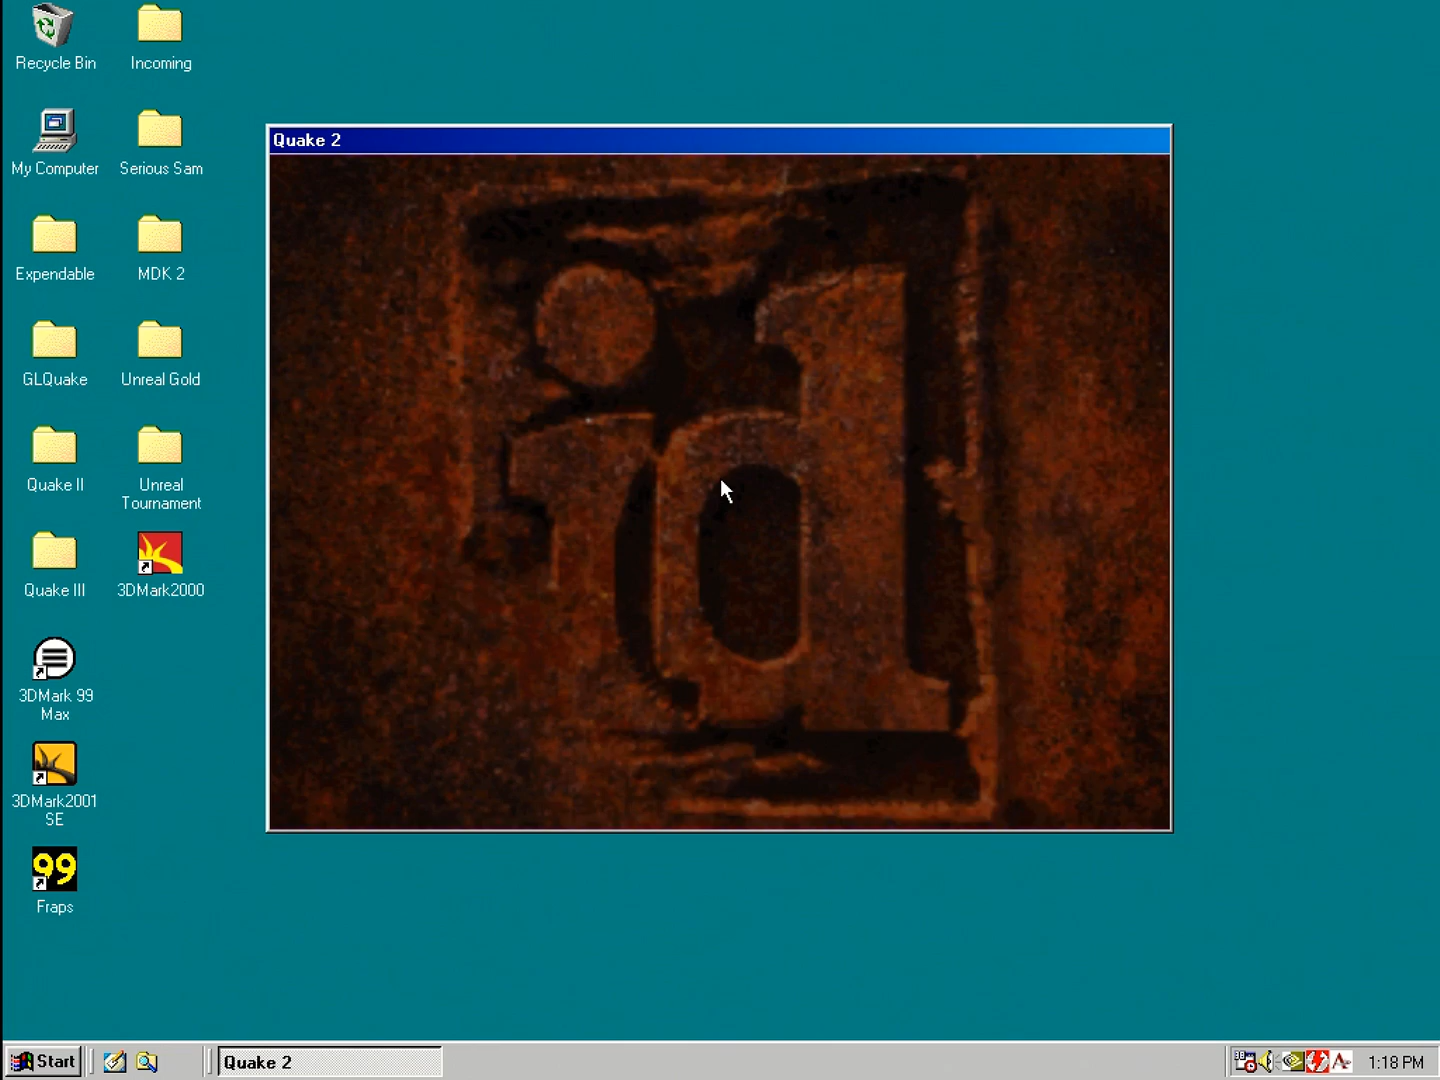 Recycle Bin
Incoming
My Computer
Serious Sam
Expendable
MDK 2
GLQuake
Unreal Gold
Quake II
Unreal
Tournament
Quake III
3DMark2000
3DMark 99
Max
3DMark2001
SE
99
Fraps
Quake 2
id
Start
Quake 2
1:18 PM